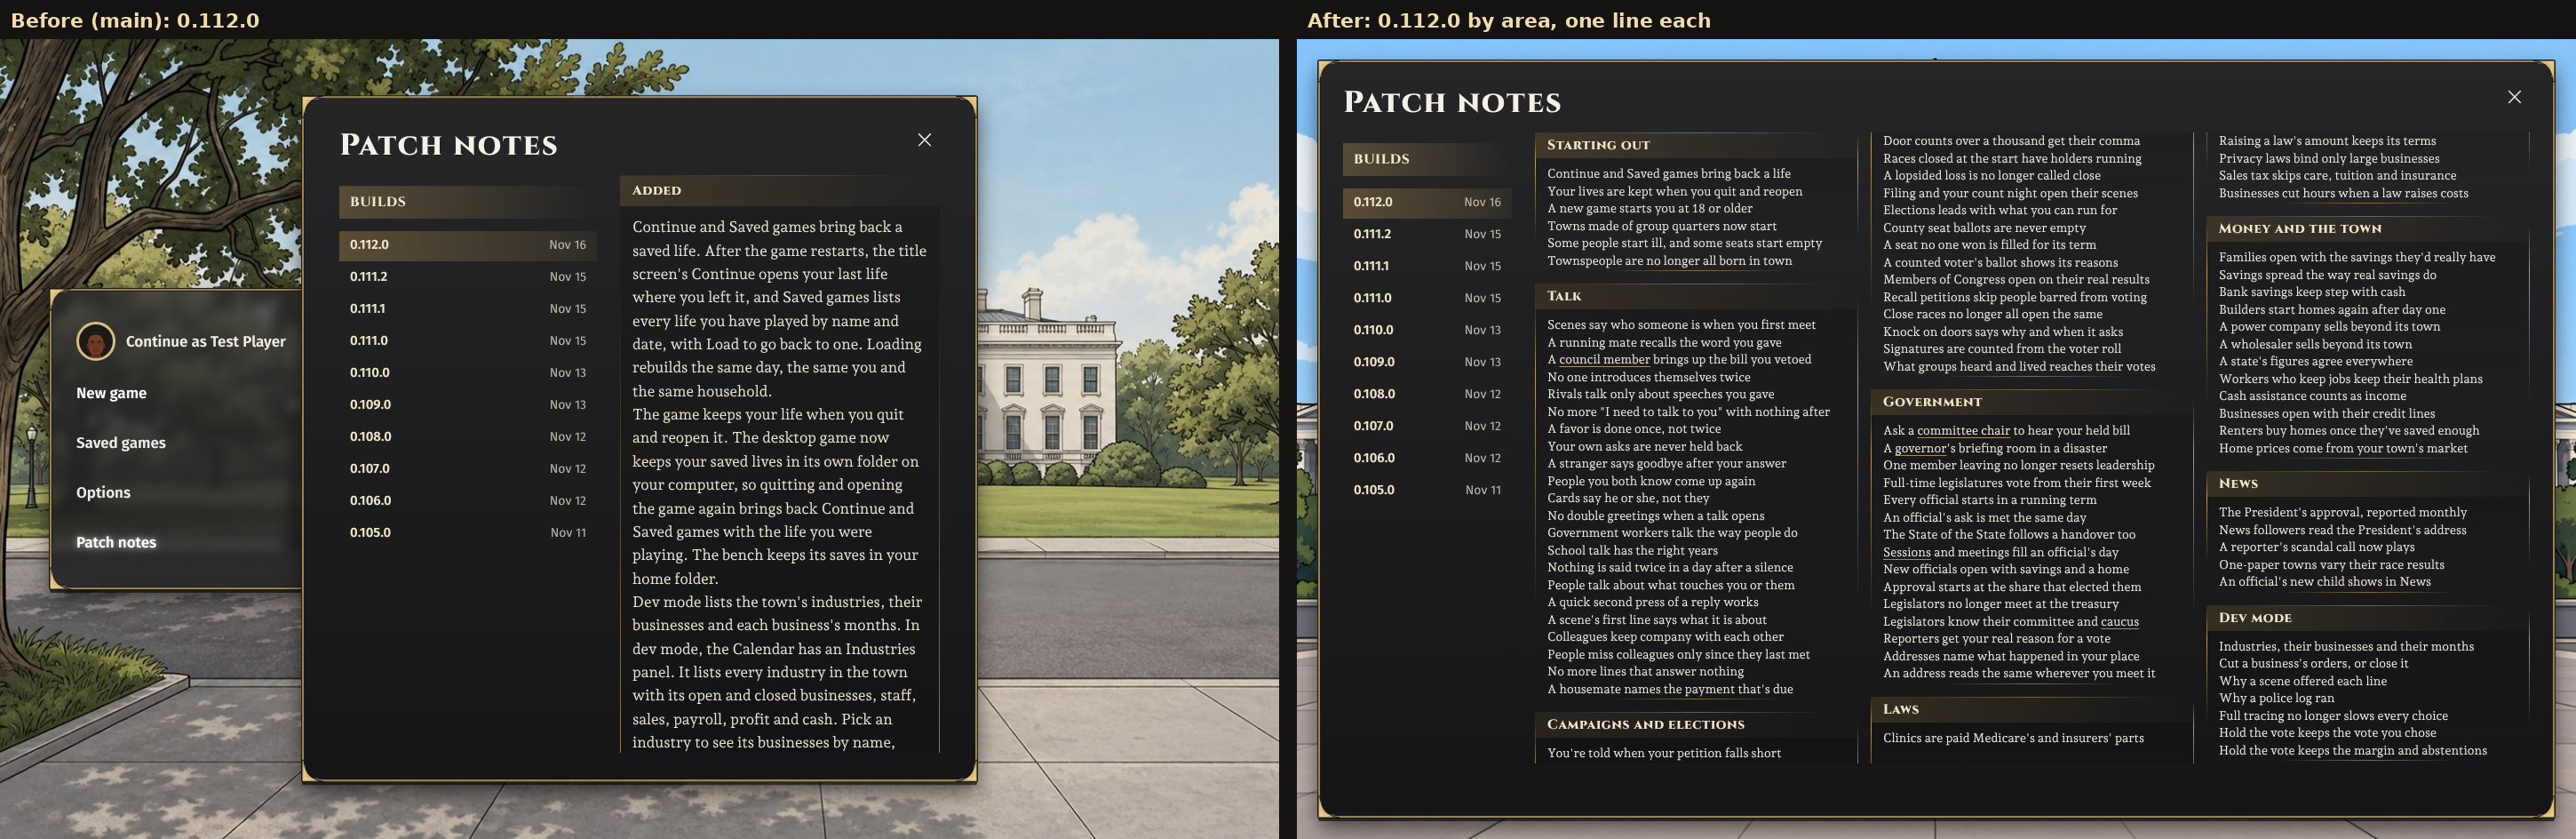 Before (main): 0.112.0
Patch notes
BUILDS
0.112.0 Nov 16
0.111.2 Nov 15
0.111.1 Nov 15
0.111.0 Nov 15
0.110.0 Nov 13
0.109.0 Nov 13
0.108.0 Nov 12
0.107.0 Nov 12
0.106.0 Nov 12
0.105.0 Nov 11
Continue as Test Player
New game
Saved games
Options
Patch notes
Added
Continue and Saved games bring back a
saved life. After the game restarts, the title
screen's Continue opens your last life
where you left it, and Saved games lists
every life you have played by name and
date, with Load to go back to one. Loading
rebuilds the same day, the same you and
the same household.
The game keeps your life when you quit
and reopen it. The desktop game now
keeps your saved lives in its own folder on
your computer, so quitting and opening
the game again brings back Continue and
Saved games with the life you were
playing. The bench keeps its saves in your
home folder.
Dev mode lists the town's industries, their
businesses and each business's months. In
dev mode, the Calendar has an Industries
panel. It lists every industry in the town
with its open and closed businesses, staff,
sales, payroll, profit and cash. Pick an
industry to see its businesses by name,
After: 0.112.0 by area, one line each
Patch notes
BUILDS
0.112.0 Nov 16
0.111.2 Nov 15
0.111.1 Nov 15
0.111.0 Nov 15
0.110.0 Nov 13
0.109.0 Nov 13
0.108.0 Nov 12
0.107.0 Nov 12
0.106.0 Nov 12
0.105.0 Nov 11
Starting out
Continue and Saved games bring back a life
Your lives are kept when you quit and reopen
A new game starts you at 18 or older
Towns made of group quarters now start
Some people start ill, and some seats start empty
Townspeople are no longer all born in town
Talk
Scenes say who someone is when you first meet
A running mate recalls the word you gave
A council member brings up the bill you vetoed
No one introduces themselves twice
Rivals talk only about speeches you gave
No more "I need to talk to you" with nothing after
A favor is done once, not twice
Your own asks are never held back
A stranger says goodbye after your answer
People you both know come up again
Cards say he or she, not they
No double greetings when a talk opens
Government workers talk the way people do
School talk has the right years
Nothing is said twice in a day after a silence
People talk about what touches you or them
A quick second press of a reply works
A scene's first line says what it is about
Colleagues keep company with each other
People miss colleagues only since they last met
No more lines that answer nothing
A housemate names the payment that's due
Campaigns and elections
You're told when your petition falls short
Door counts over a thousand get their comma
Races closed at the start have holders running
A lopsided loss is no longer called close
Filing and your count night open their scenes
Elections leads with what you can run for
County seat ballots are never empty
A seat no one won is filled for its term
A counted voter's ballot shows its reasons
Members of Congress open on their real results
Recall petitions skip people barred from voting
Close races no longer all open the same
Knock on doors says why and when it asks
Signatures are counted from the voter roll
What groups heard and lived reaches their votes
Government
Ask a committee chair to hear your held bill
A governor's briefing room in a disaster
One member leaving no longer resets leadership
Full-time legislatures vote from their first week
Every official starts in a running term
An official's ask is met the same day
The State of the State follows a handover too
Sessions and meetings fill an official's day
New officials open with savings and a home
Approval starts at the share that elected them
Legislators no longer meet at the treasury
Legislators know their committee and caucus
Reporters get your real reason for a vote
Addresses name what happened in your place
An address reads the same wherever you meet it
Laws
Clinics are paid Medicare's and insurers' parts
Raising a law's amount keeps its terms
Privacy laws bind only large businesses
Sales tax skips care, tuition and insurance
Businesses cut hours when a law raises costs
Money and the town
Families open with the savings they'd really have
Savings spread the way real savings do
Bank savings keep step with cash
Builders start homes again after day one
A power company sells beyond its town
A wholesaler sells beyond its town
A state's figures agree everywhere
Workers who keep jobs keep their health plans
Cash assistance counts as income
Businesses open with their credit lines
Renters buy homes once they've saved enough
Home prices come from your town's market
News
The President's approval, reported monthly
News followers read the President's address
A reporter's scandal call now plays
One-paper towns vary their race results
An official's new child shows in News
Dev mode
Industries, their businesses and their months
Cut a business's orders, or close it
Why a scene offered each line
Why a police log ran
Full tracing no longer slows every choice
Hold the vote keeps the vote you chose
Hold the vote keeps the margin and abstentions